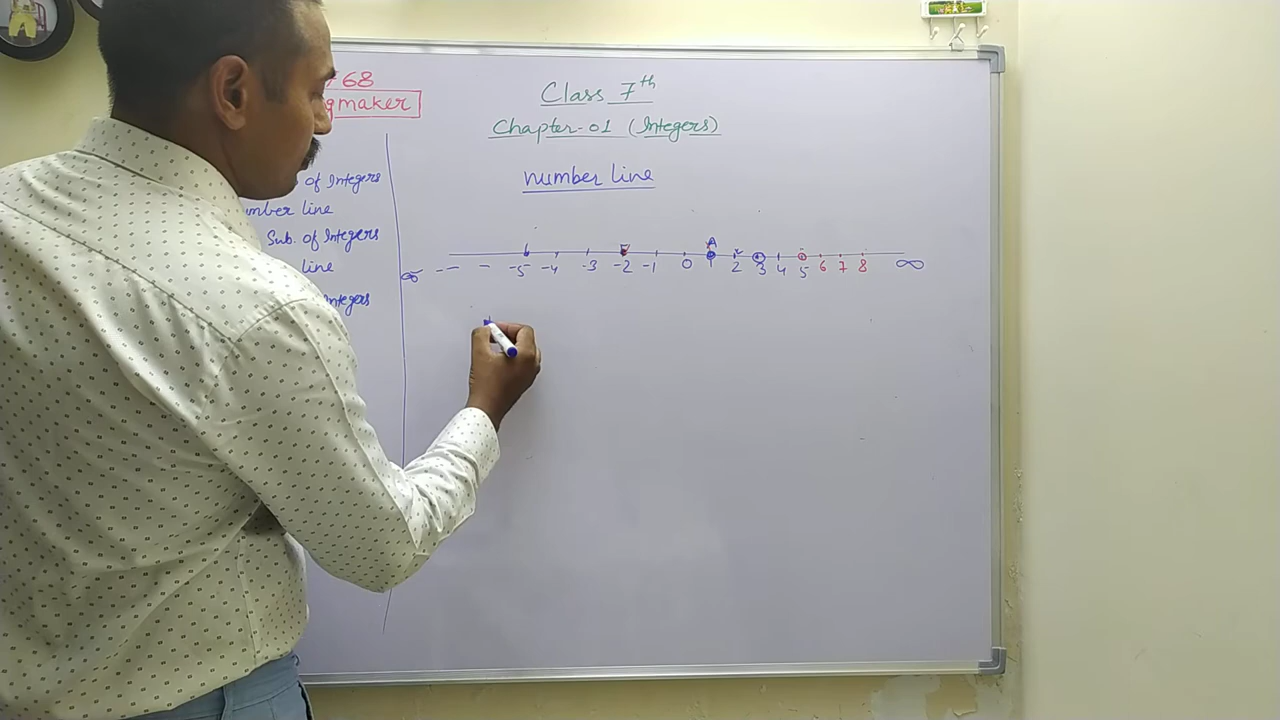 68
gmaker
Class 7th
Chapter-01 (Integers)
number line
of Integers
mber line
Sub. of Integers
line
ntegers
A
∞ -- – -5 -4 -3 -2 -1 0 1 2 3 4 5 6 7 8 ∞